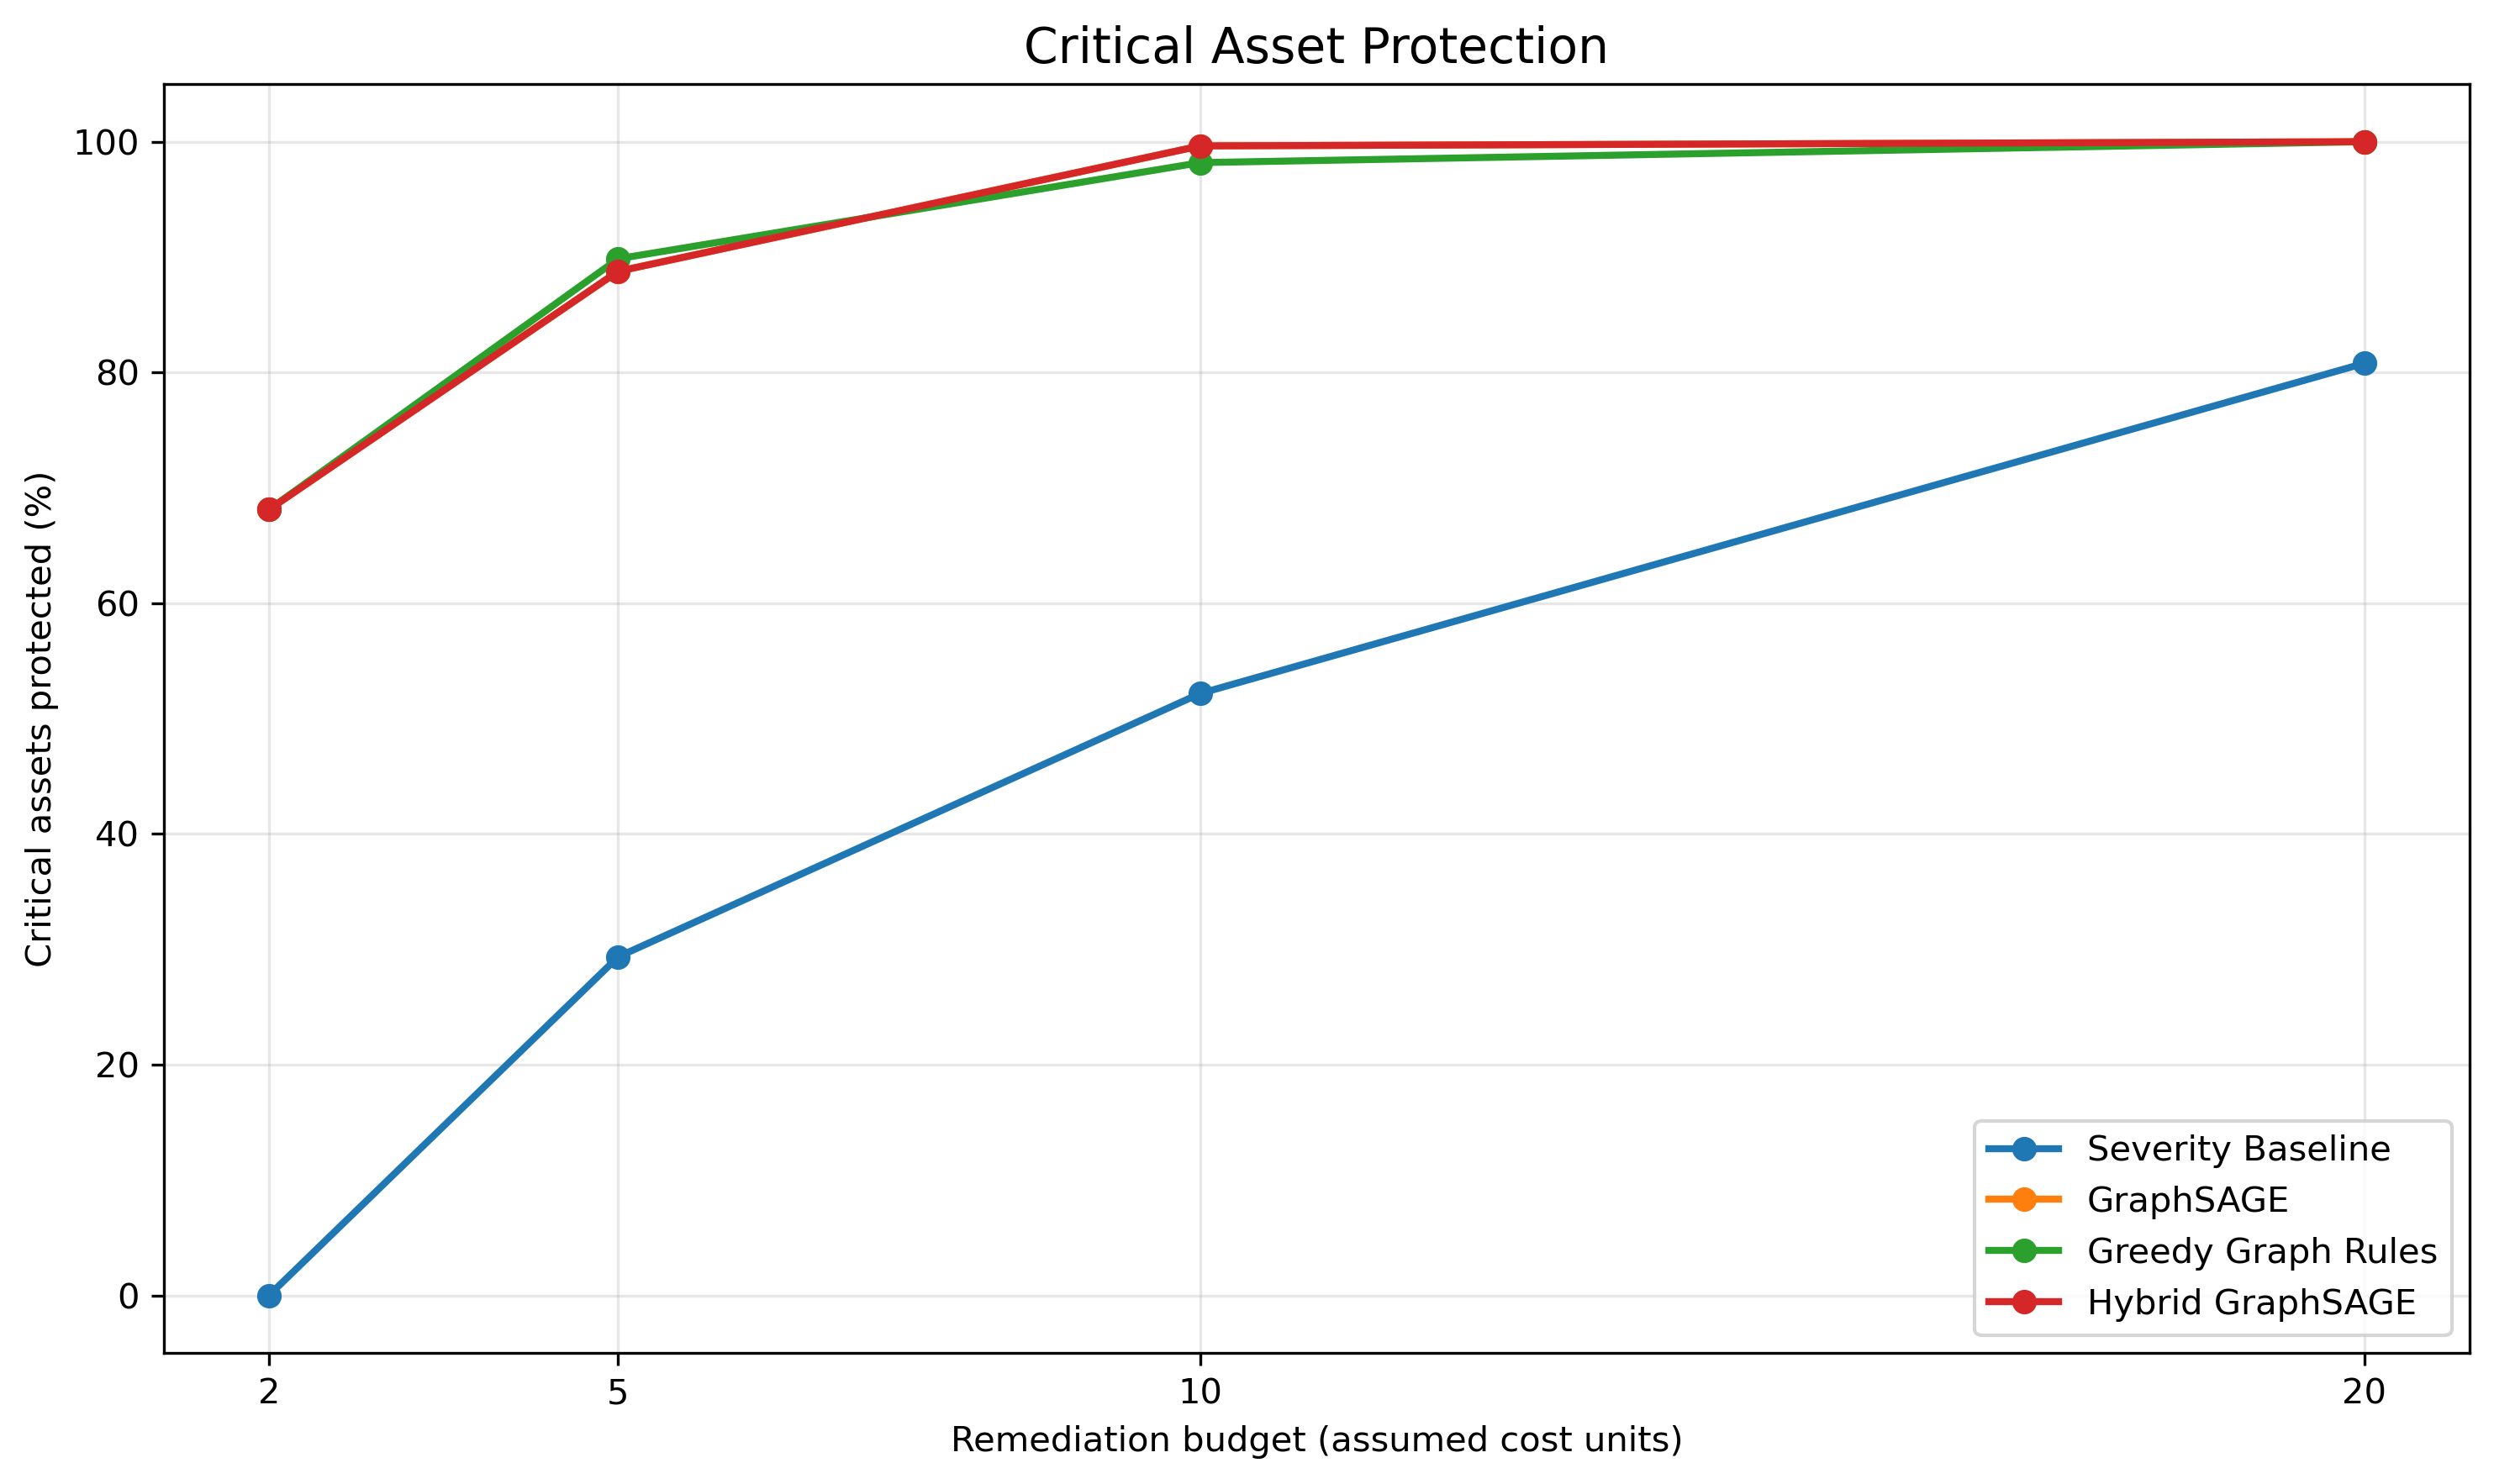 Critical Asset Protection
100
80
60
40
20
0
Critical assets protected (%)
2 5 10 20
Remediation budget (assumed cost units)
Severity Baseline
GraphSAGE
Greedy Graph Rules
Hybrid GraphSAGE